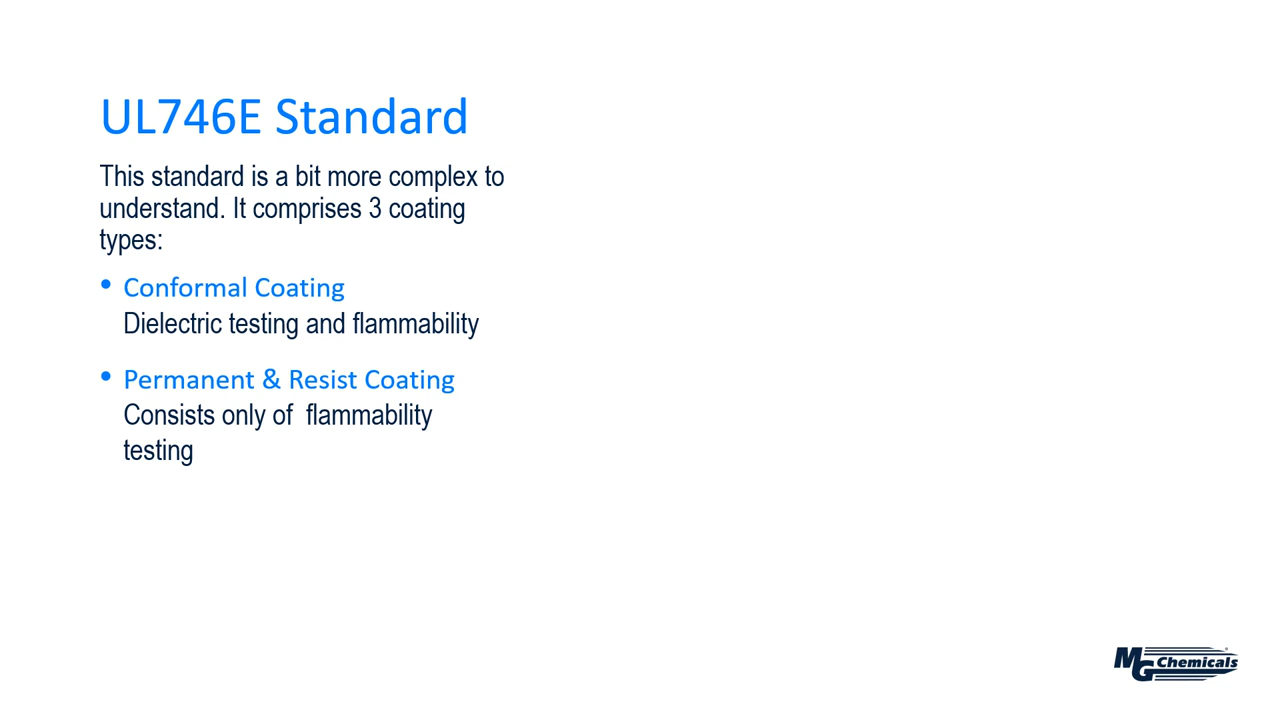 UL746E Standard
This standard is a bit more complex to
understand. It comprises 3 coating
types:
• Conformal Coating
Dielectric testing and flammability
• Permanent & Resist Coating
Consists only of  flammability
testing
MG Chemicals